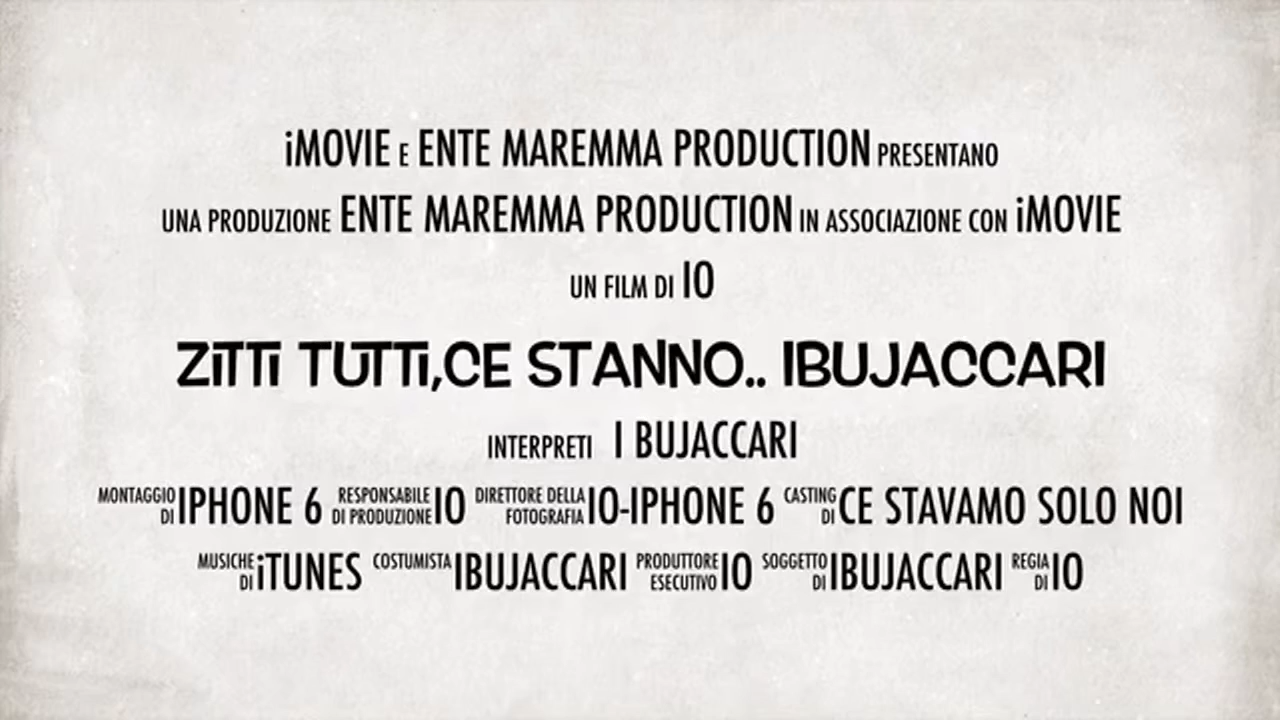 iMOVIE E ENTE MAREMMA PRODUCTION PRESENTANO
UNA PRODUZIONE ENTE MAREMMA PRODUCTION IN ASSOCIAZIONE CON iMOVIE
UN FILM DI IO
ZiTTi TUTTi,CE STANNO.. IBUJACCARI
INTERPRETI I BUJACCARI
MONTAGGIO DI IPHONE 6 RESPONSABILE DI PRODUZIONE IO DIRETTORE DELLA FOTOGRAFIA IO-IPHONE 6 CASTING DI CE STAVAMO SOLO NOI
MUSICHE DI iTUNES COSTUMISTA IBUJACCARI PRODUTTORE ESECUTIVO IO SOGGETTO DI IBUJACCARI REGIA DI IO